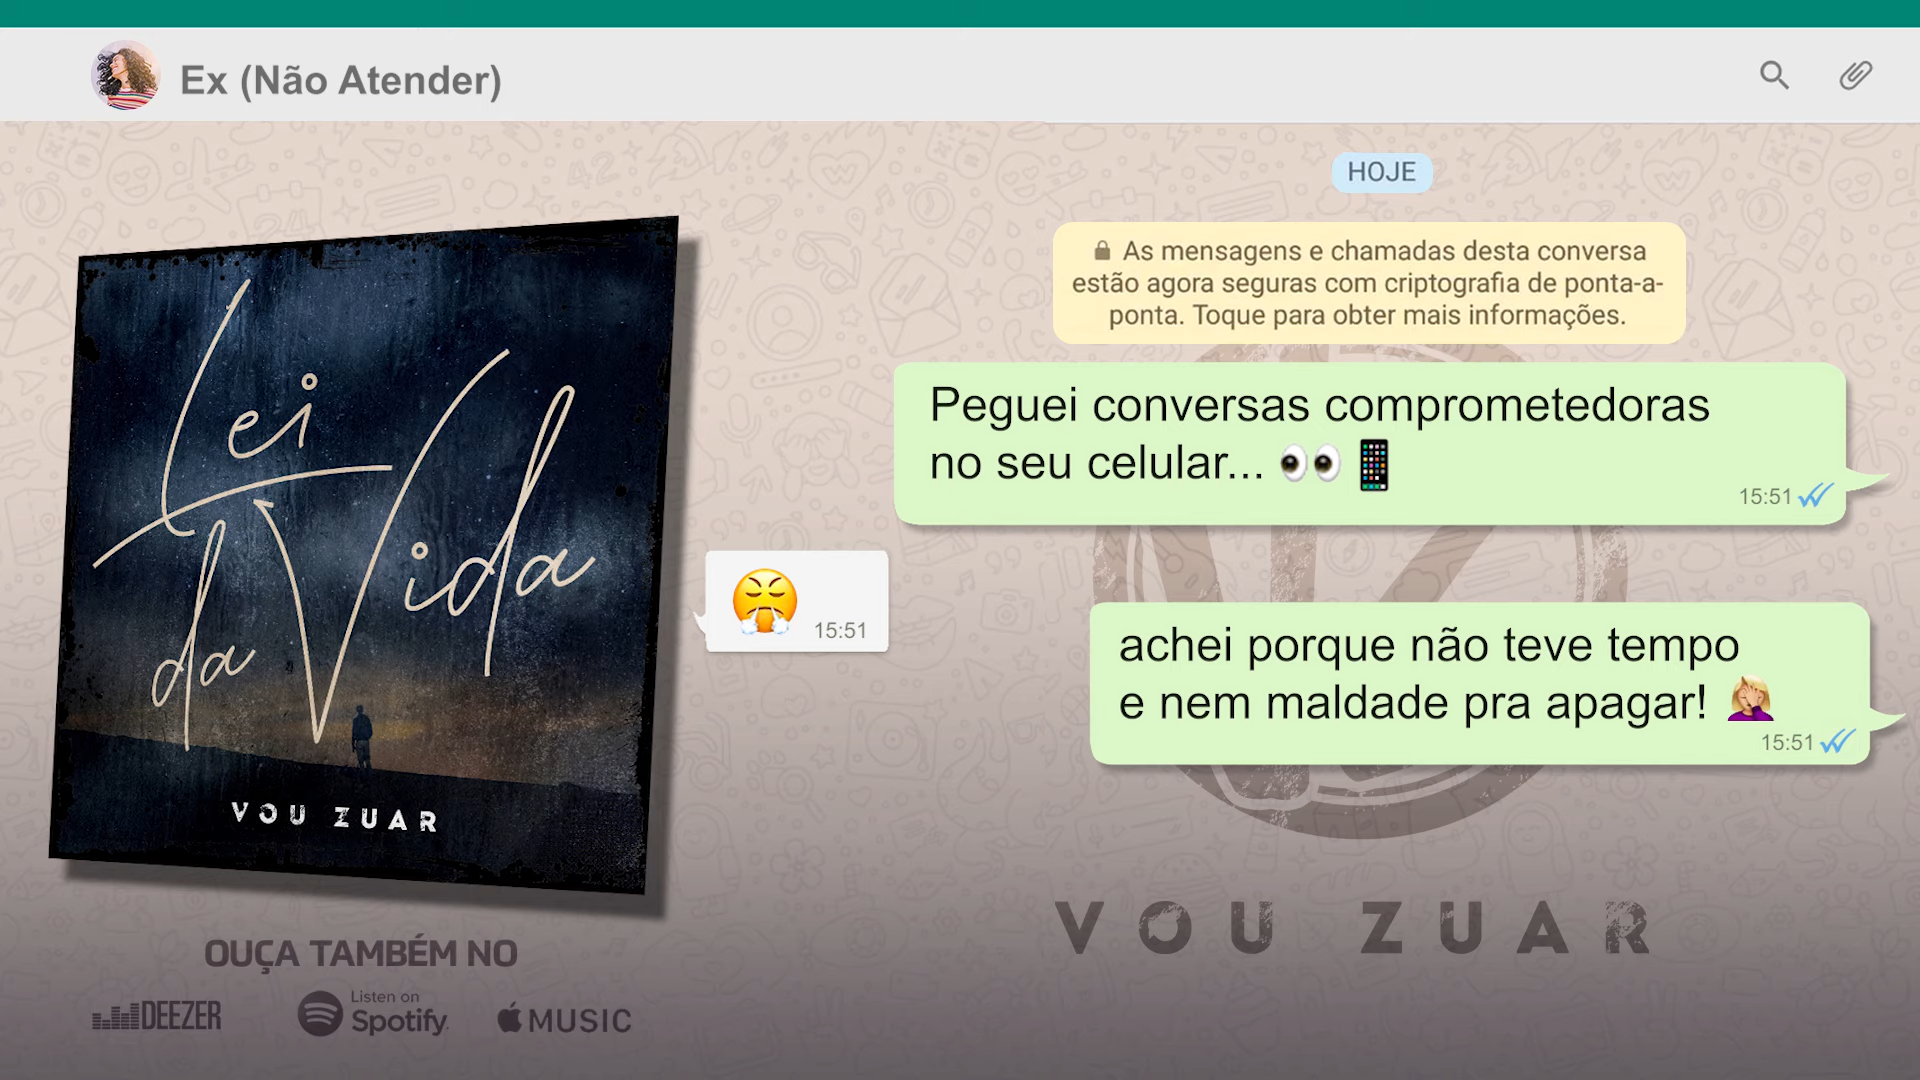 Ex (Não Atender)
HOJE
As mensagens e chamadas desta conversa
estão agora seguras com criptografia de ponta-a-
ponta. Toque para obter mais informações.
Peguei conversas comprometedoras
no seu celular... 👀 📱
15:51
😤 15:51
achei porque não teve tempo
e nem maldade pra apagar! 🤦🏼‍♀️
15:51
Lei
da Vida
VOU ZUAR
VOU ZUAR
OUÇA TAMBÉM NO
DEEZER
Listen on
Spotify
MUSIC